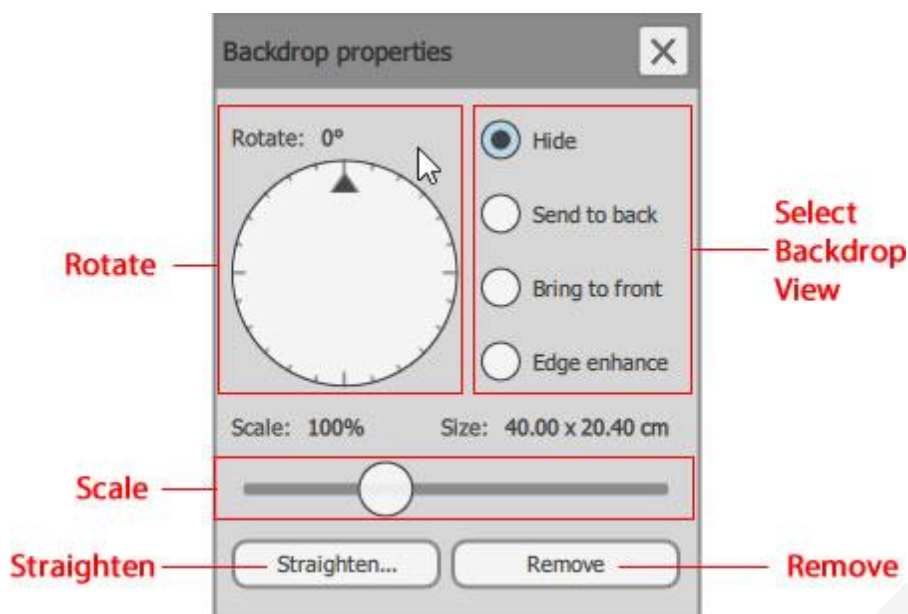 Backdrop properties
Rotate: 0°
Hide
Send to back
Bring to front
Edge enhance
Rotate
Select
Backdrop
View
Scale: 100% Size: 40.00 x 20.40 cm
Scale
Straighten
Straighten...
Remove
Remove